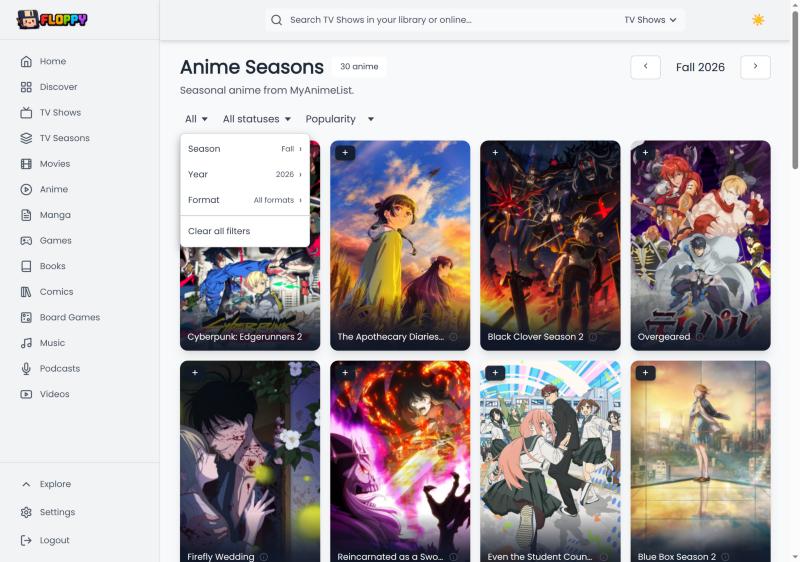 FLOPPY
Search TV Shows in your library or online...
TV Shows
Home
Discover
TV Shows
TV Seasons
Movies
Anime
Manga
Games
Books
Comics
Board Games
Music
Podcasts
Videos
Explore
Settings
Logout
Anime Seasons
30 anime
Fall 2026
Seasonal anime from MyAnimeList.
All
All statuses
Popularity
Season Fall
Year 2026
Format All formats
Clear all filters
Cyberpunk: Edgerunners 2
The Apothecary Diaries...
Black Clover Season 2
Overgeared
Firefly Wedding
Reincarnated as a Swo...
Even the Student Coun...
Blue Box Season 2